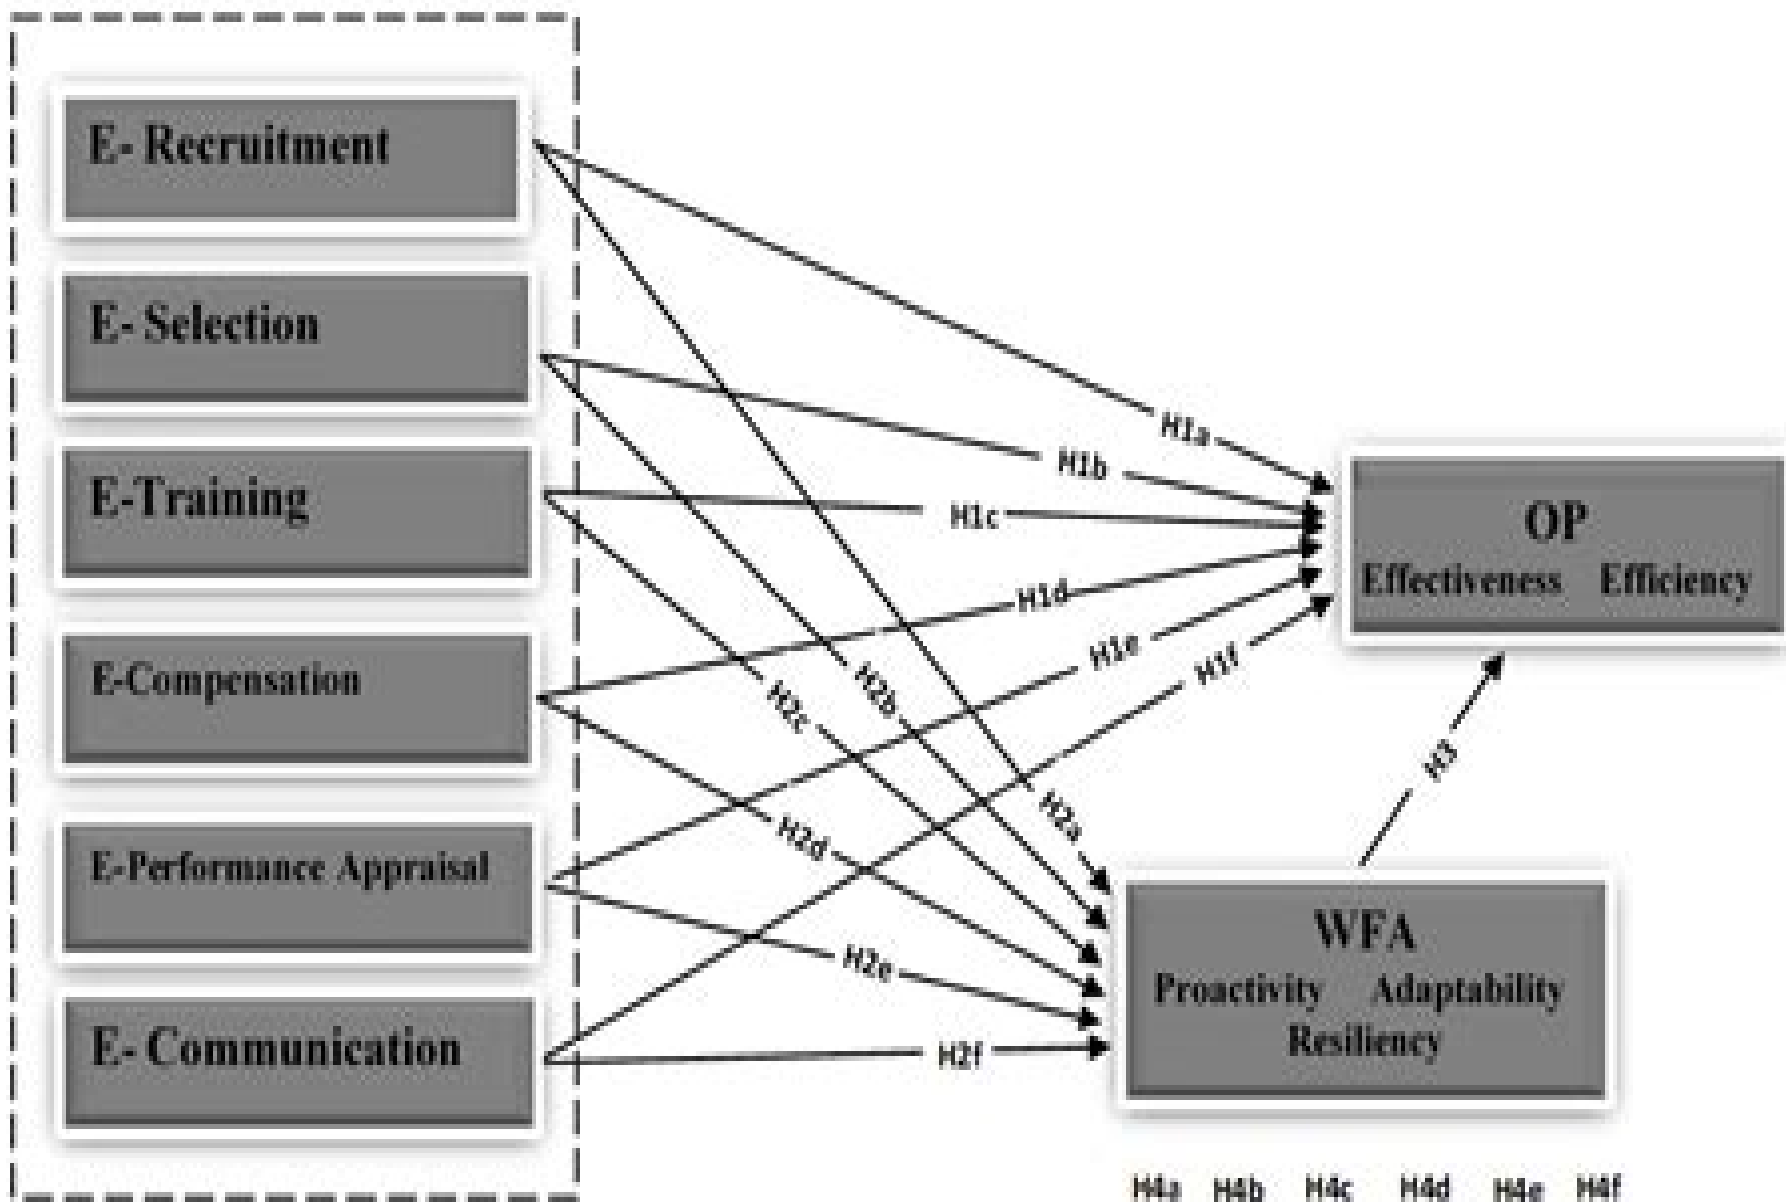 E- Recruitment
E- Selection
E-Training
E-Compensation
E-Performance Appraisal
E- Communication
H1a
H1b
H1c
H1d
H1e
H1f
H2b
H2c
H2a
H2d
H2e
H2f
H3
OP
Effectiveness Efficiency
WFA
Proactivity Adaptability
Resiliency
H4a H4b H4c H4d H4e H4f